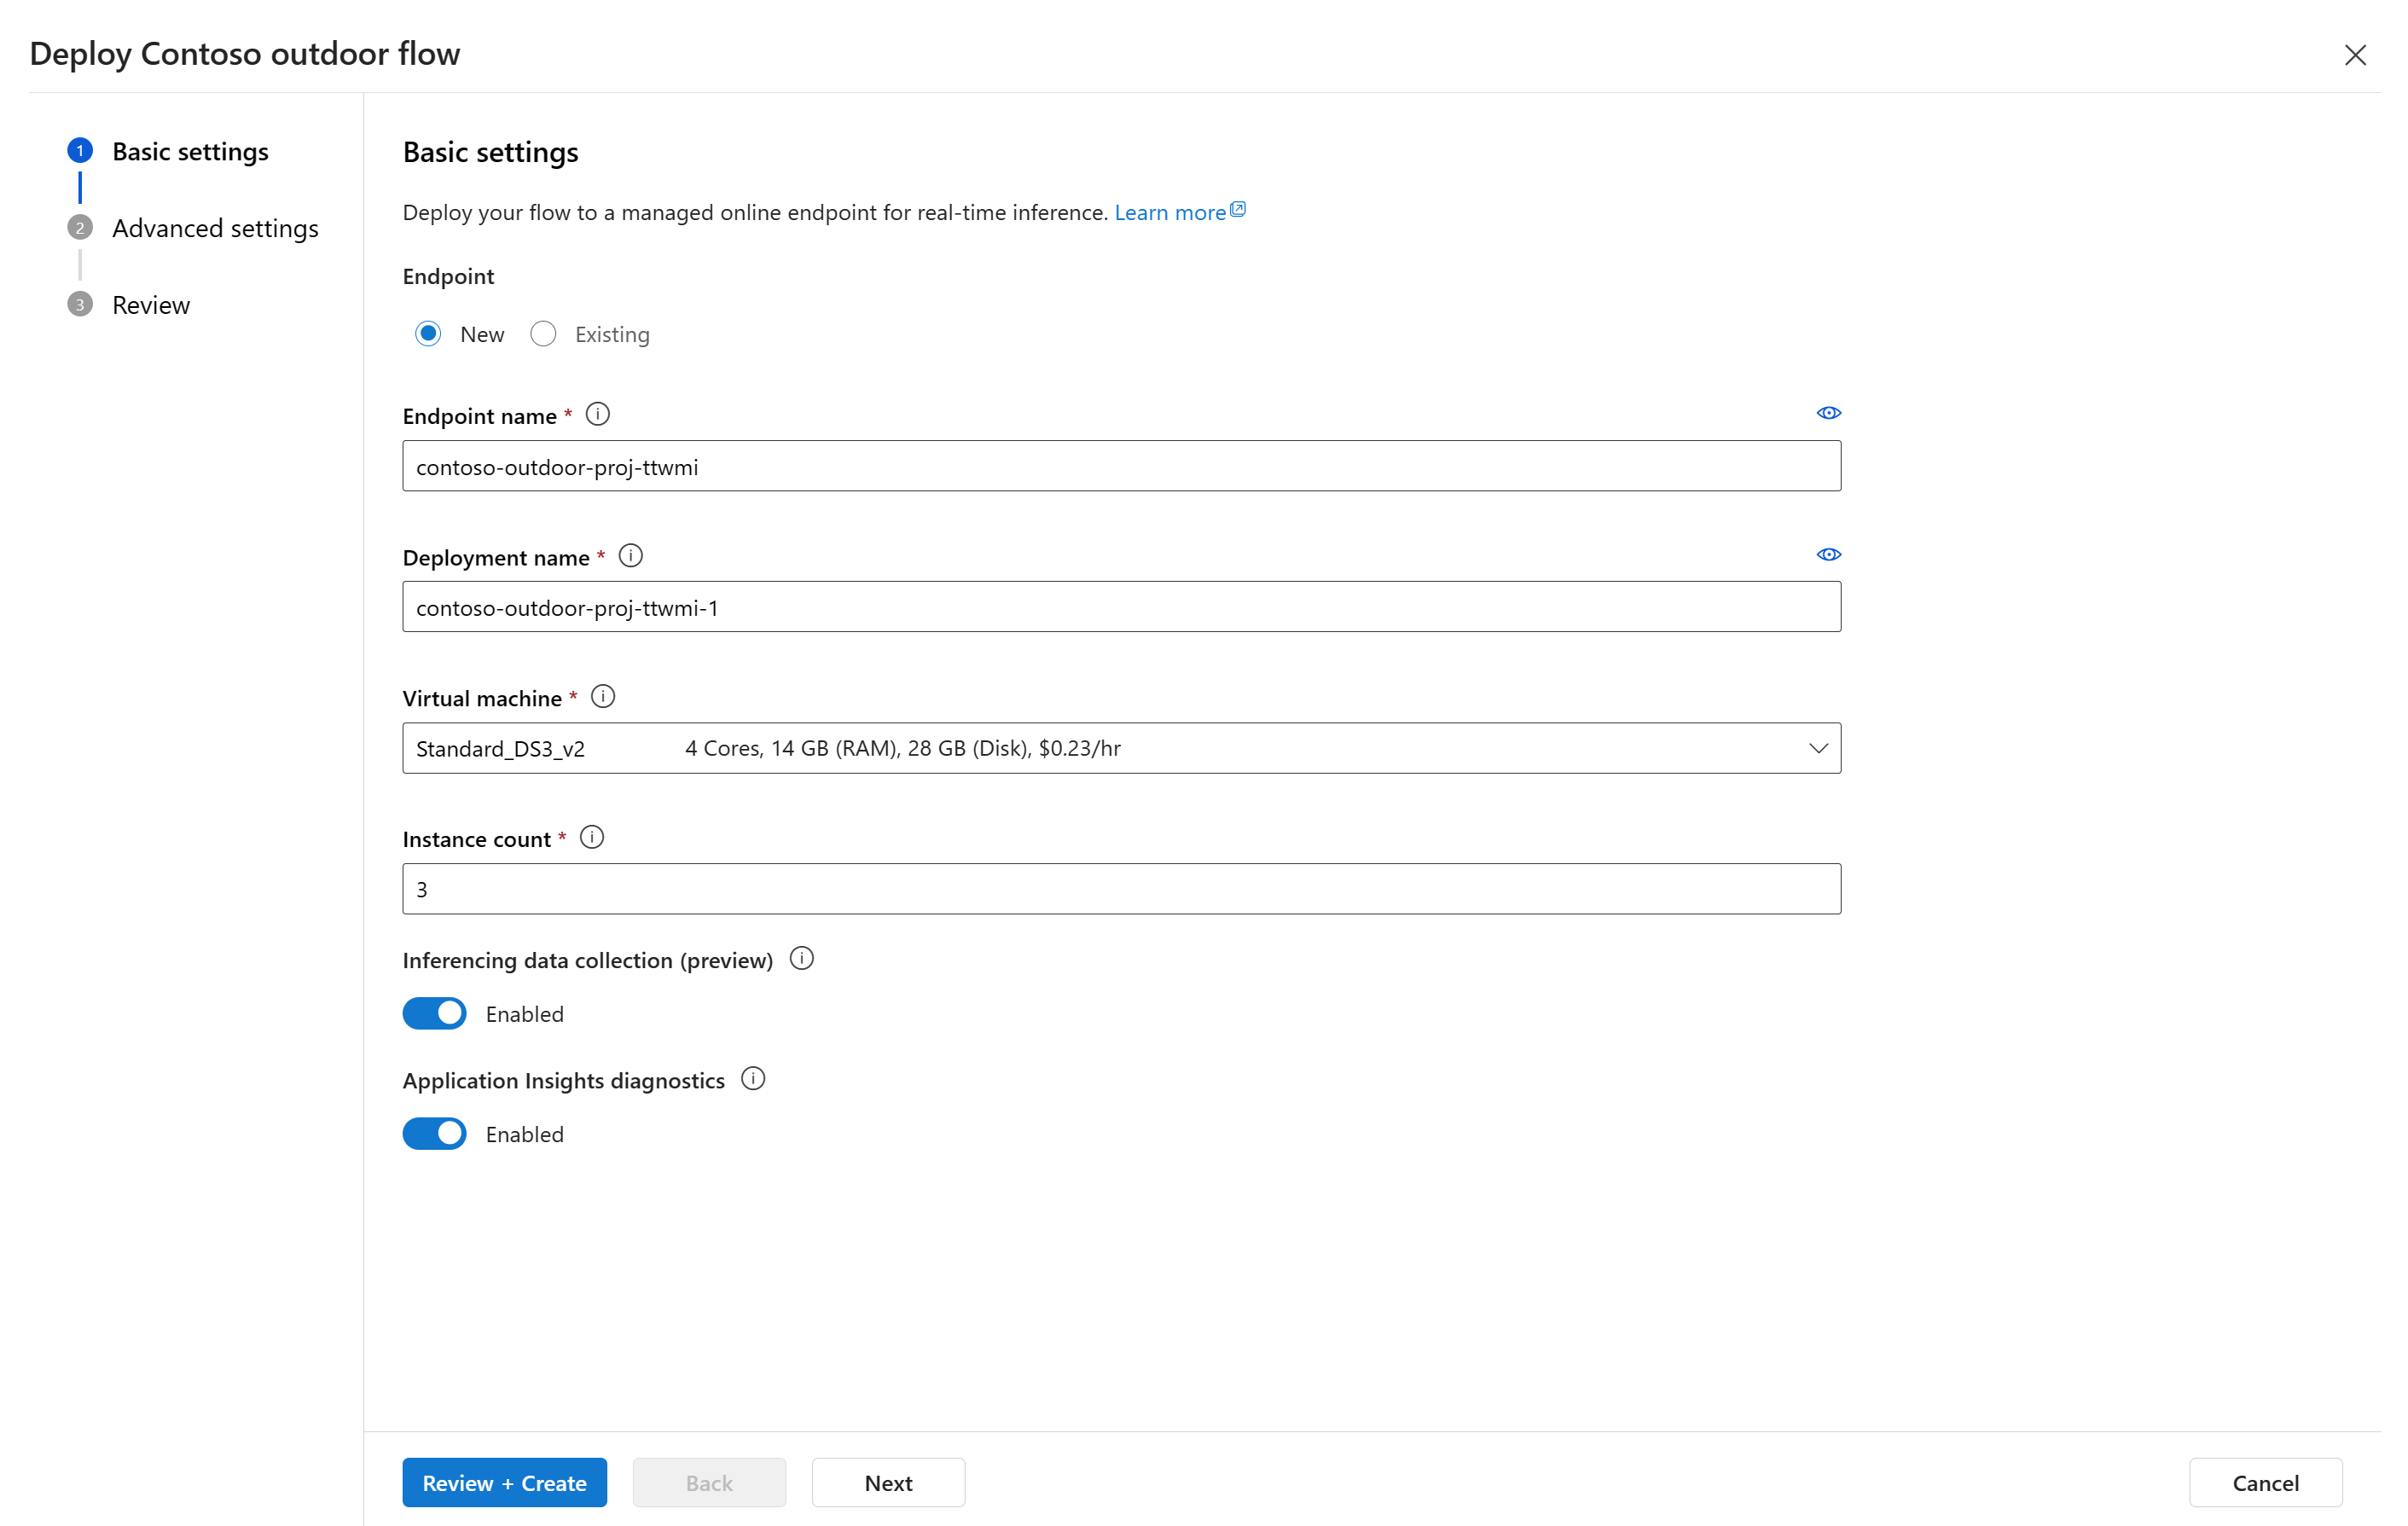 Deploy Contoso outdoor flow
1 Basic settings
2 Advanced settings
3 Review
Basic settings
Deploy your flow to a managed online endpoint for real-time inference. Learn more
Endpoint
New Existing
Endpoint name *
contoso-outdoor-proj-ttwmi
Deployment name *
contoso-outdoor-proj-ttwmi-1
Virtual machine *
Standard_DS3_v2 4 Cores, 14 GB (RAM), 28 GB (Disk), $0.23/hr
Instance count *
3
Inferencing data collection (preview)
Enabled
Application Insights diagnostics
Enabled
Review + Create Back Next Cancel